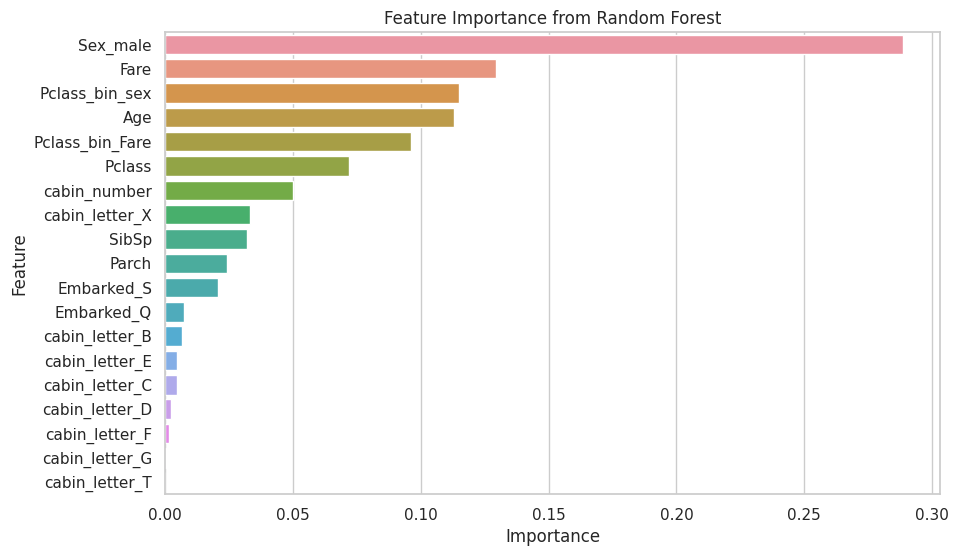 Feature Importance from Random Forest
Feature
Sex_male
Fare
Pclass_bin_sex
Age
Pclass_bin_Fare
Pclass
cabin_number
cabin_letter_X
SibSp
Parch
Embarked_S
Embarked_Q
cabin_letter_B
cabin_letter_E
cabin_letter_C
cabin_letter_D
cabin_letter_F
cabin_letter_G
cabin_letter_T
0.00 0.05 0.10 0.15 0.20 0.25 0.30
Importance